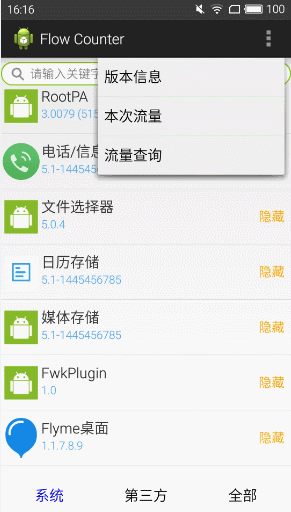 16:16
100
Flow Counter
请输入关键字
版本信息
本次流量
流量查询
RootPA
3.0079 (515
电话/信息
5.1-1445
文件选择器
5.0.4
隐藏
日历存储
5.1-1445456785
隐藏
媒体存储
5.1-1445456785
隐藏
FwkPlugin
1.0
隐藏
Flyme桌面
1.1.7.8.9
隐藏
系统
第三方
全部